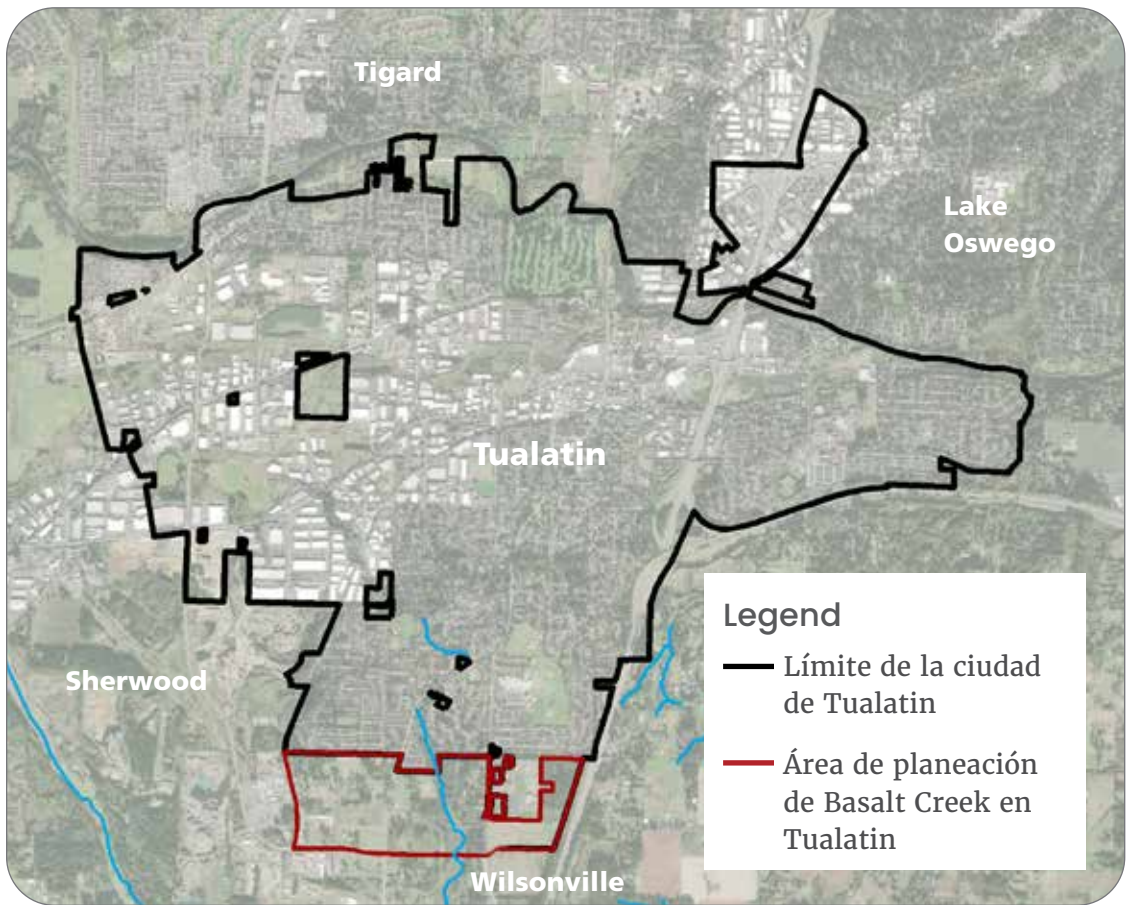 Tigard
Lake
Oswego
Tualatin
Sherwood
Wilsonville
Legend
Límite de la ciudad
de Tualatin
Área de planeación
de Basalt Creek en
Tualatin